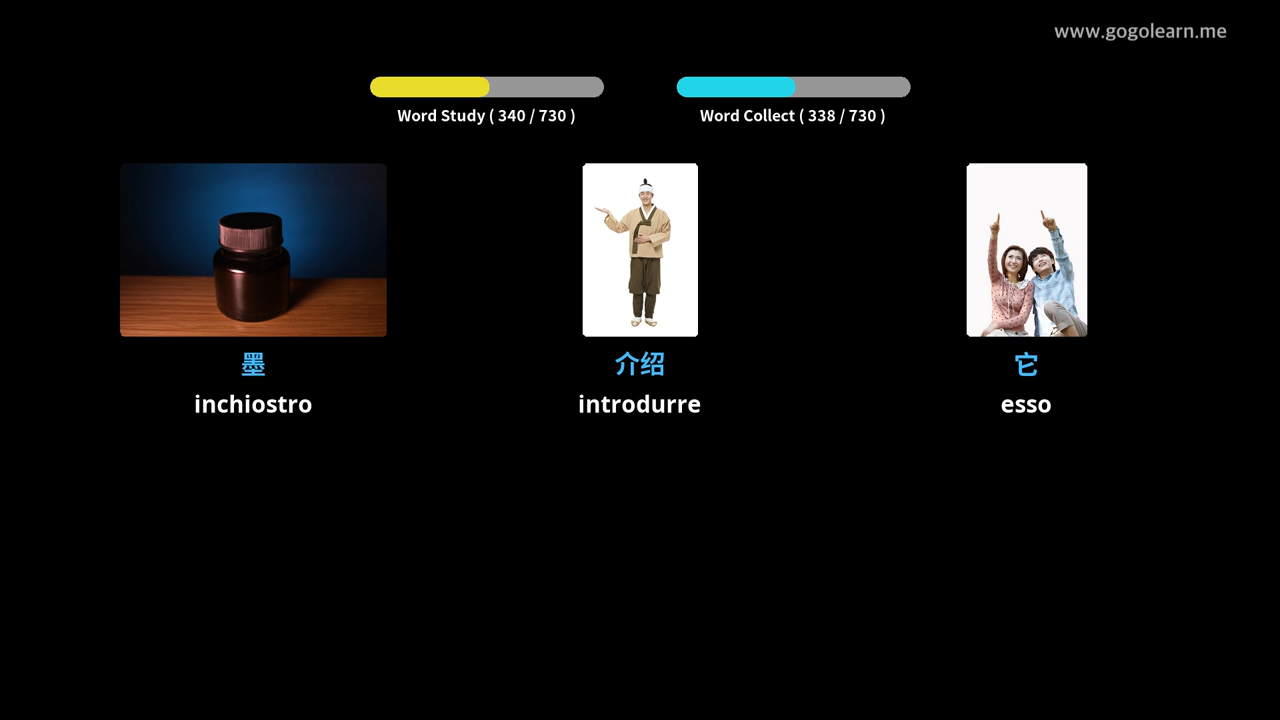 www.gogolearn.me
Word Study ( 340 / 730 )
Word Collect ( 338 / 730 )
墨
介绍
它
inchiostro
introdurre
esso